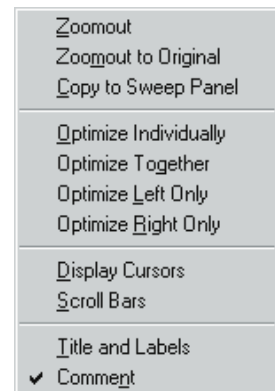 Zoomout
Zoomout to Original
Copy to Sweep Panel
Optimize Individually
Optimize Together
Optimize Left Only
Optimize Right Only
Display Cursors
Scroll Bars
Title and Labels
Comment